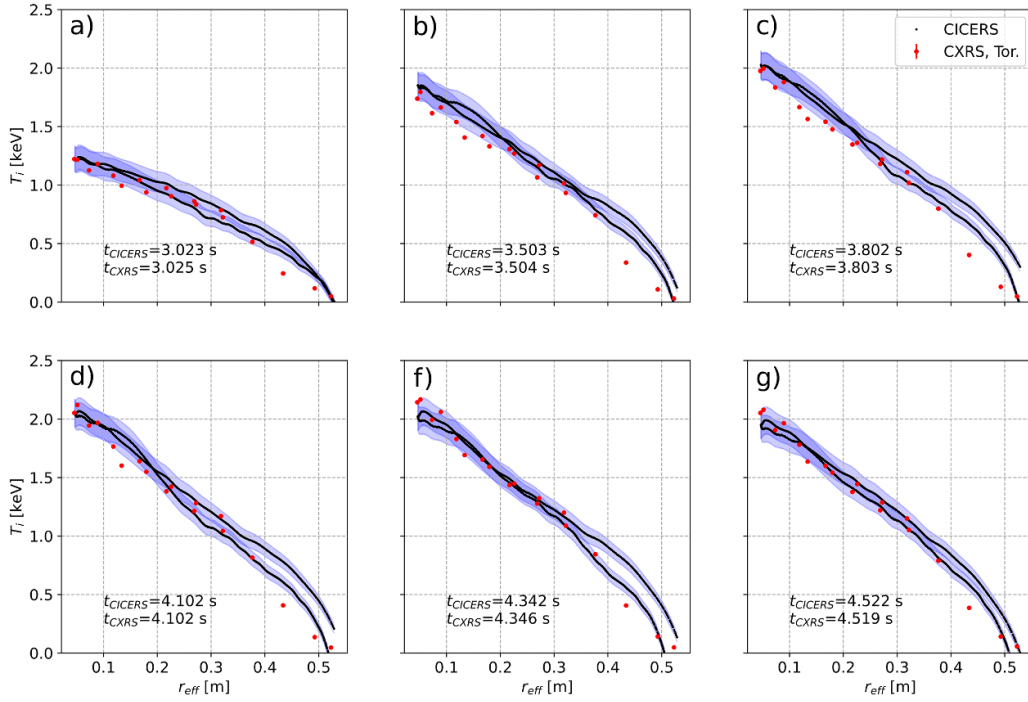 a)
b)
c)
CICERS
CXRS, Tor.
2.5
2.0
1.5
1.0
0.5
0.0
T_i [keV]
t_CICERS=3.023 s
t_CXRS=3.025 s
t_CICERS=3.503 s
t_CXRS=3.504 s
t_CICERS=3.802 s
t_CXRS=3.803 s
d)
f)
g)
2.5
2.0
1.5
1.0
0.5
0.0
T_i [keV]
t_CICERS=4.102 s
t_CXRS=4.102 s
t_CICERS=4.342 s
t_CXRS=4.346 s
t_CICERS=4.522 s
t_CXRS=4.519 s
0.1 0.2 0.3 0.4 0.5
0.1 0.2 0.3 0.4 0.5
0.1 0.2 0.3 0.4 0.5
r_eff [m]
r_eff [m]
r_eff [m]